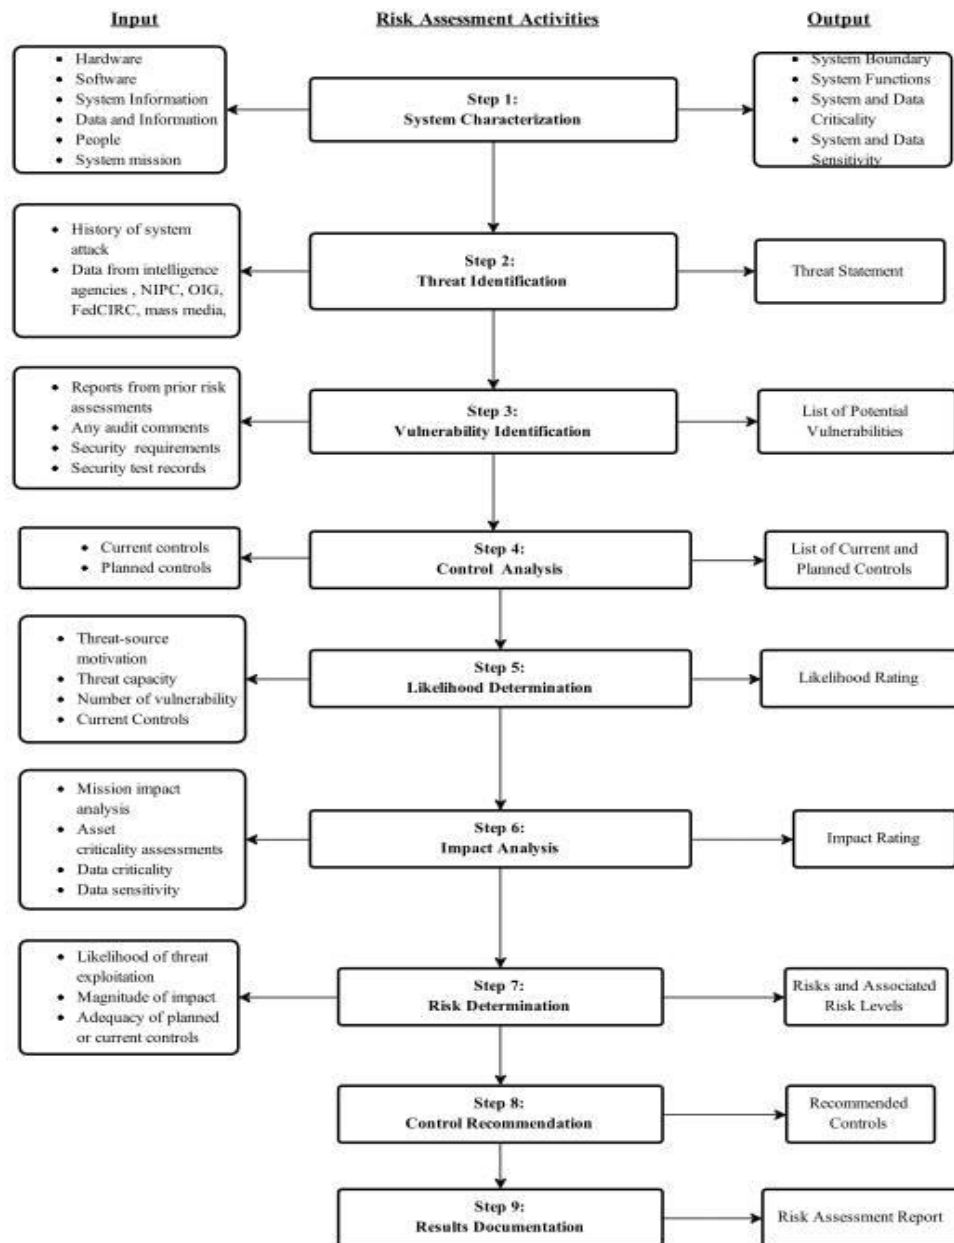 Input
Risk Assessment Activities
Output
• Hardware
• Software
• System Information
• Data and Information
• People
• System mission
Step 1:
System Characterization
• System Boundary
• System Functions
• System and Data
Criticality
• System and Data
Sensitivity
• History of system
attack
• Data from intelligence
agencies , NIPC, OIG,
FedCIRC, mass media,
Step 2:
Threat Identification
Threat Statement
• Reports from prior risk
assessments
• Any audit comments
• Security requirements
• Security test records
Step 3:
Vulnerability Identification
List of Potential
Vulnerabilities
• Current controls
• Planned controls
Step 4:
Control Analysis
List of Current and
Planned Controls
• Threat-source
motivation
• Threat capacity
• Number of vulnerability
• Current Controls
Step 5:
Likelihood Determination
Likelihood Rating
• Mission impact
analysis
• Asset
criticality assessments
• Data criticality
• Data sensitivity
Step 6:
Impact Analysis
Impact Rating
• Likelihood of threat
exploitation
• Magnitude of impact
• Adequacy of planned
or current controls
Step 7:
Risk Determination
Risks and Associated
Risk Levels
Step 8:
Control Recommendation
Recommended
Controls
Step 9:
Results Documentation
Risk Assessment Report